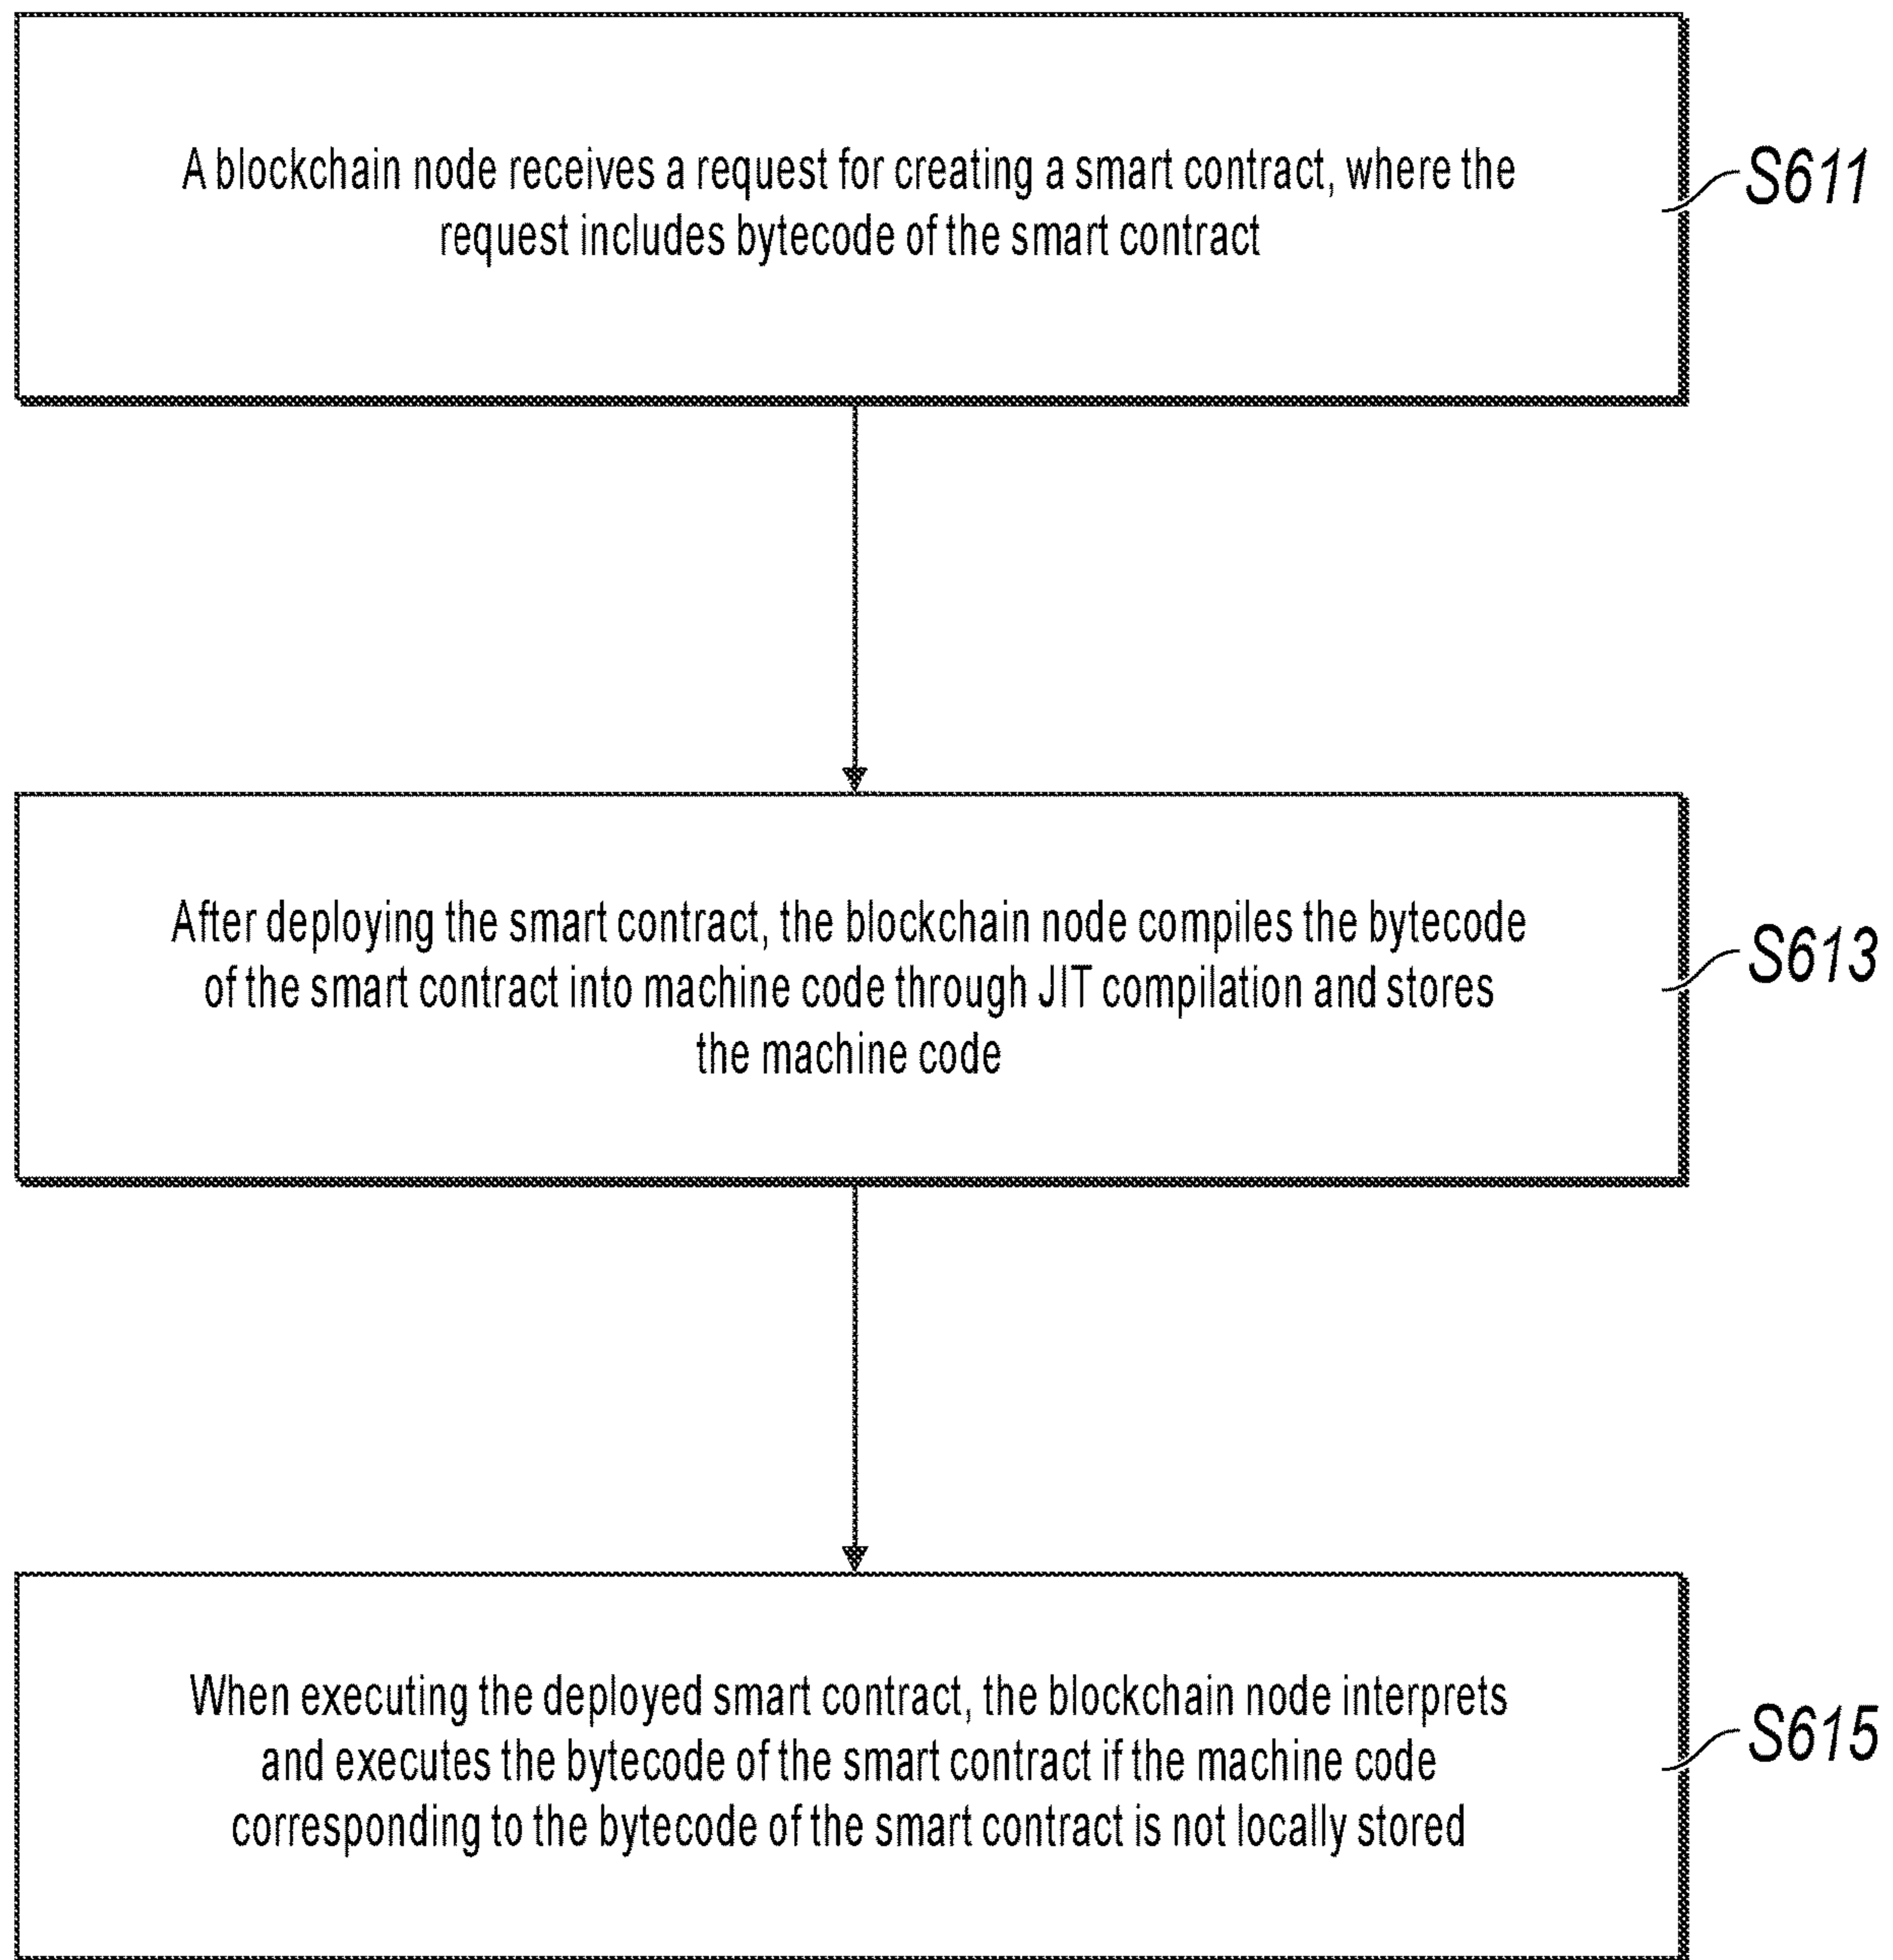 A blockchain node receives a request for creating a smart contract, where the
request includes bytecode of the smart contract
S611
After deploying the smart contract, the blockchain node compiles the bytecode
of the smart contract into machine code through JIT compilation and stores
the machine code
S613
When executing the deployed smart contract, the blockchain node interprets
and executes the bytecode of the smart contract if the machine code
corresponding to the bytecode of the smart contract is not locally stored
S615